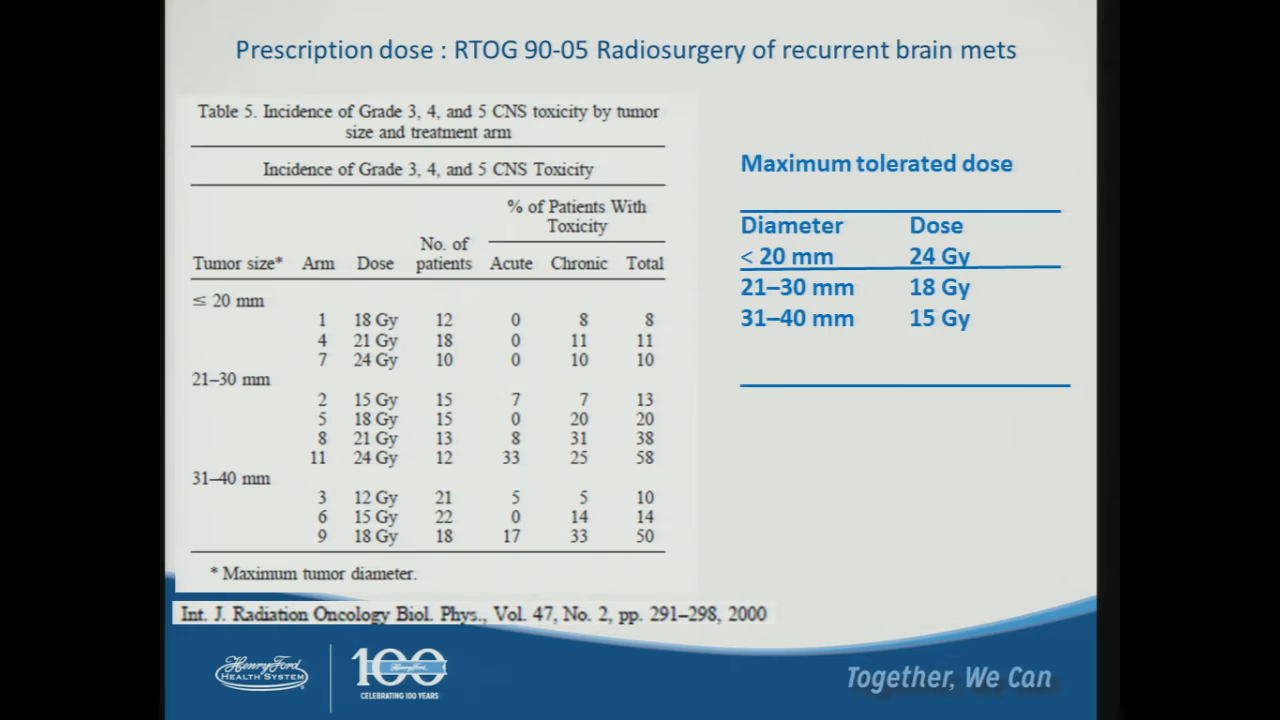 Prescription dose : RTOG 90-05 Radiosurgery of recurrent brain mets
Table 5. Incidence of Grade 3, 4, and 5 CNS toxicity by tumor
size and treatment arm
Incidence of Grade 3, 4, and 5 CNS Toxicity
% of Patients With
Toxicity
No. of
Tumor size* Arm Dose patients Acute Chronic Total
≤ 20 mm
1 18 Gy 12 0 8 8
4 21 Gy 18 0 11 11
7 24 Gy 10 0 10 10
21–30 mm
2 15 Gy 15 7 7 13
5 18 Gy 15 0 20 20
8 21 Gy 13 8 31 38
11 24 Gy 12 33 25 58
31–40 mm
3 12 Gy 21 5 5 10
6 15 Gy 22 0 14 14
9 18 Gy 18 17 33 50
* Maximum tumor diameter.
Maximum tolerated dose
Diameter Dose
< 20 mm 24 Gy
21–30 mm 18 Gy
31–40 mm 15 Gy
Int. J. Radiation Oncology Biol. Phys., Vol. 47, No. 2, pp. 291–298, 2000
Henry Ford
HEALTH SYSTEM
100
Henry Ford
CELEBRATING 100 YEARS
Together, We Can